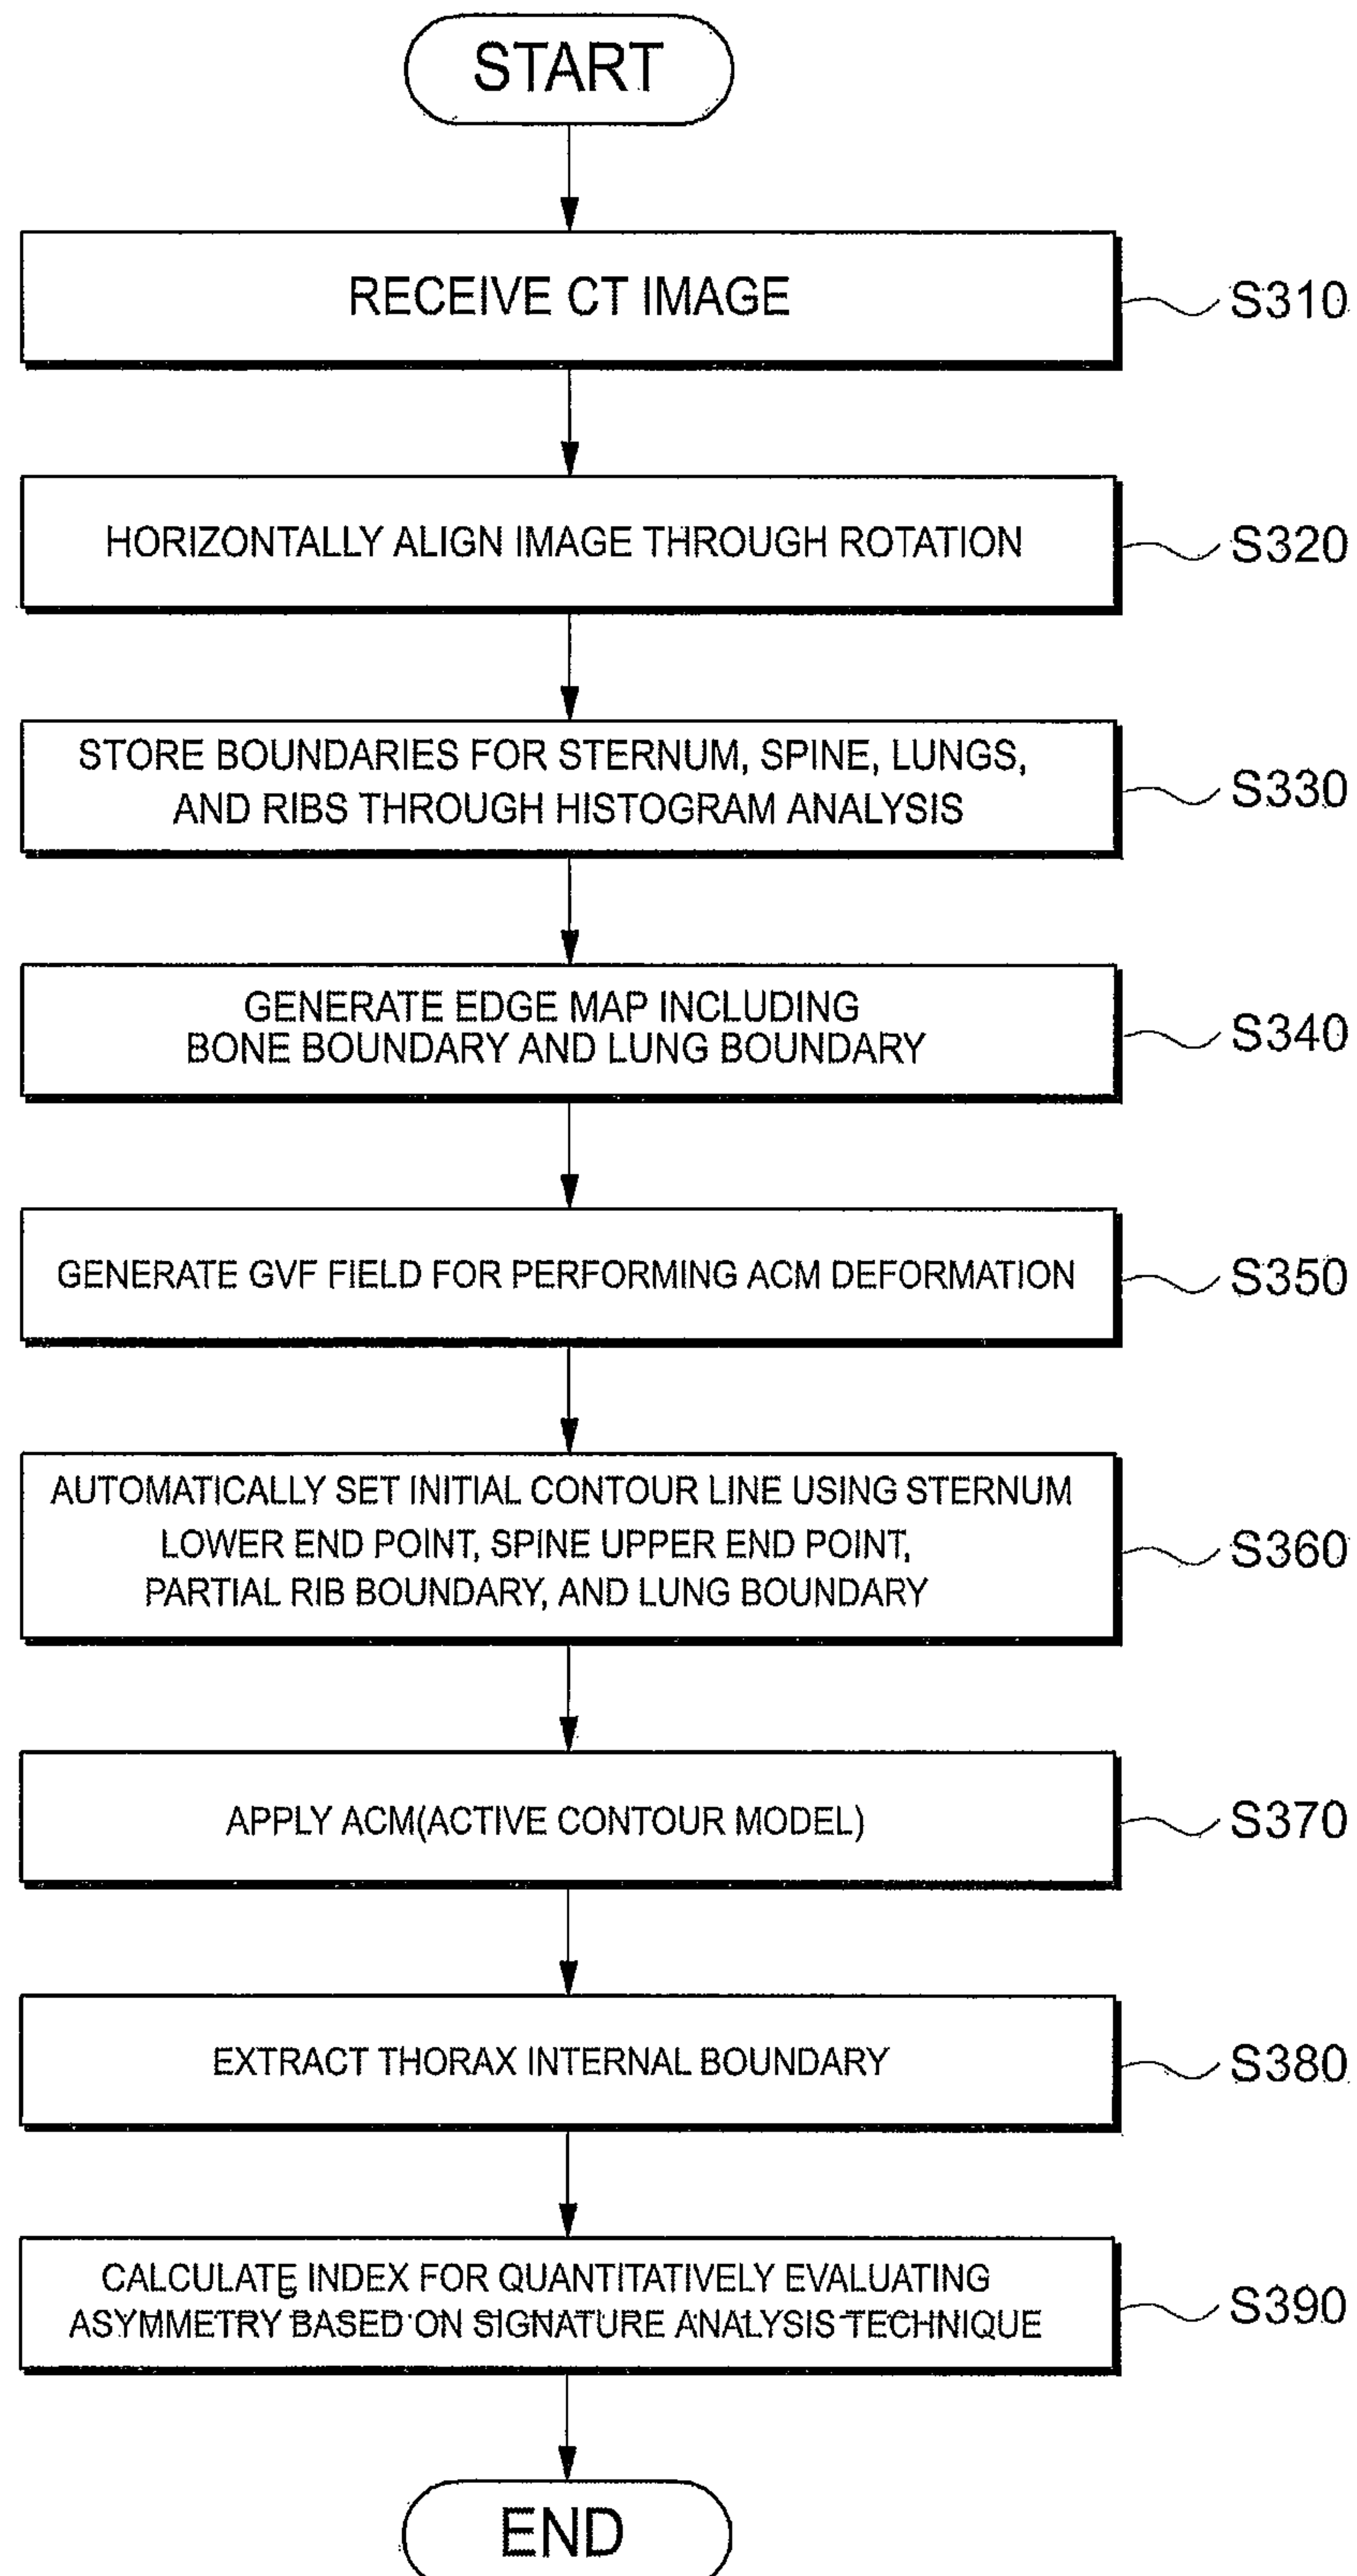 START
RECEIVE CT IMAGE
S310
HORIZONTALLY ALIGN IMAGE THROUGH ROTATION
S320
STORE BOUNDARIES FOR STERNUM, SPINE, LUNGS,
AND RIBS THROUGH HISTOGRAM ANALYSIS
S330
GENERATE EDGE MAP INCLUDING
BONE BOUNDARY AND LUNG BOUNDARY
S340
GENERATE GVF FIELD FOR PERFORMING ACM DEFORMATION
S350
AUTOMATICALLY SET INITIAL CONTOUR LINE USING STERNUM
LOWER END POINT, SPINE UPPER END POINT,
PARTIAL RIB BOUNDARY, AND LUNG BOUNDARY
S360
APPLY ACM(ACTIVE CONTOUR MODEL)
S370
EXTRACT THORAX INTERNAL BOUNDARY
S380
CALCULATE INDEX FOR QUANTITATIVELY EVALUATING
ASYMMETRY BASED ON SIGNATURE ANALYSIS TECHNIQUE
S390
END